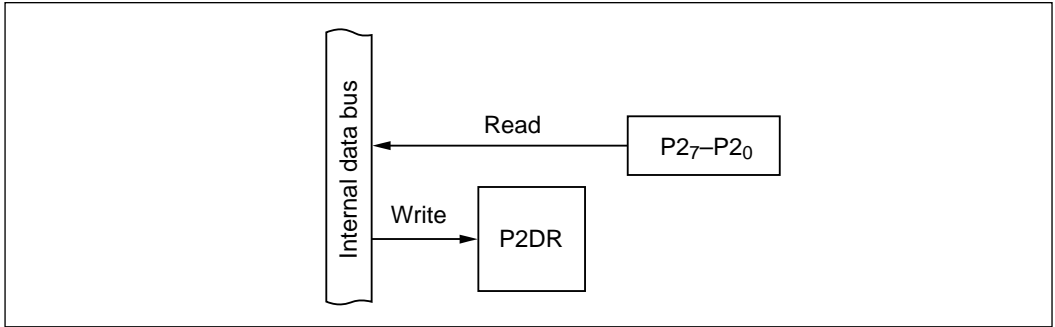 Internal data bus
Read
P2₇–P2₀
Write
P2DR